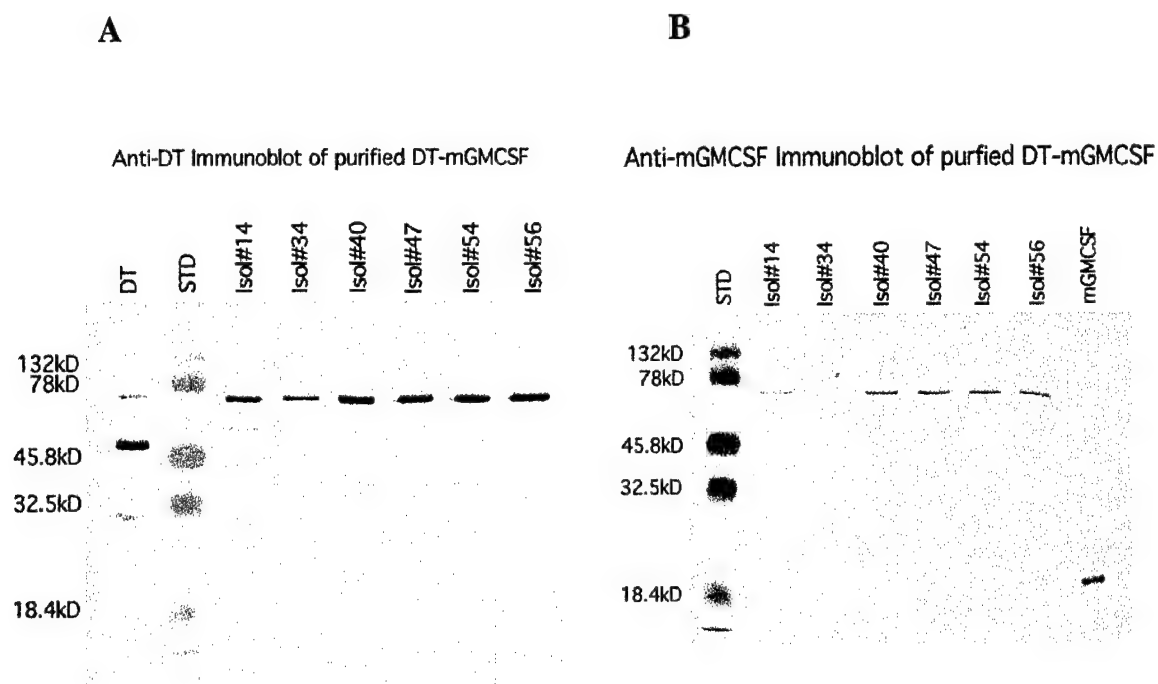 A
B
Anti-DT Immunoblot of purified DT-mGMCSF
Anti-mGMCSF Immunoblot of purfied DT-mGMCSF
DT
STD
Isol#14
Isol#34
Isol#40
Isol#47
Isol#54
Isol#56
132kD
78kD
45.8kD
32.5kD
18.4kD
STD
Isol#14
Isol#34
Isol#40
Isol#47
Isol#54
Isol#56
mGMCSF
132kD
78kD
45.8kD
32.5kD
18.4kD